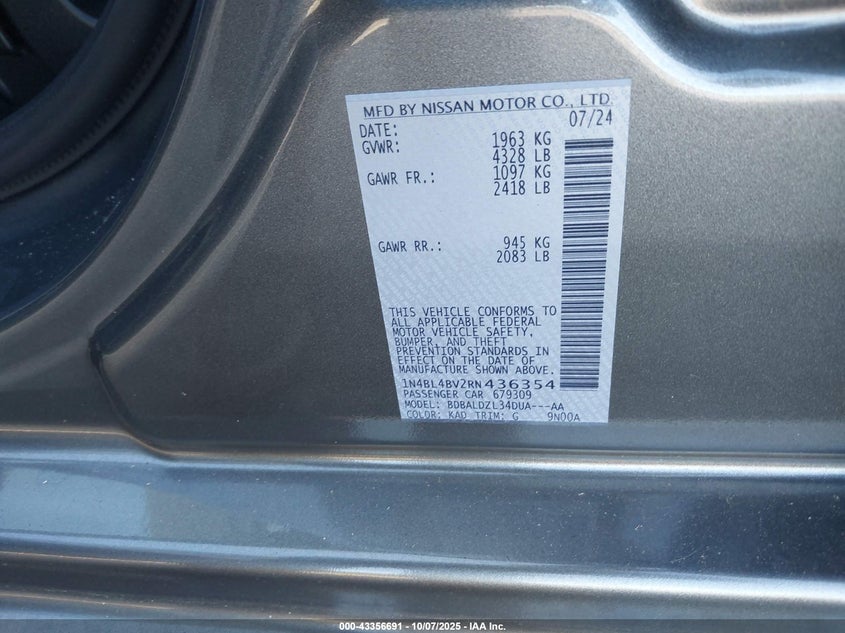 MFD BY NISSAN MOTOR CO., LTD.
DATE: 07/24
GVWR: 1963 KG
4328 LB
GAWR FR.: 1097 KG
2418 LB
GAWR RR.: 945 KG
2083 LB
THIS VEHICLE CONFORMS TO
ALL APPLICABLE FEDERAL
MOTOR VEHICLE SAFETY,
BUMPER, AND THEFT
PREVENTION STANDARDS IN
EFFECT ON THE DATE OF
MANUFACTURE SHOWN ABOVE.
1N4BL4BV2RN436354
PASSENGER CAR 679309
MODEL: BDBALDZL34DUA---AA
COLOR: KAD TRIM: G 9N00A
000-43356691 - 10/07/2025 - IAA Inc.